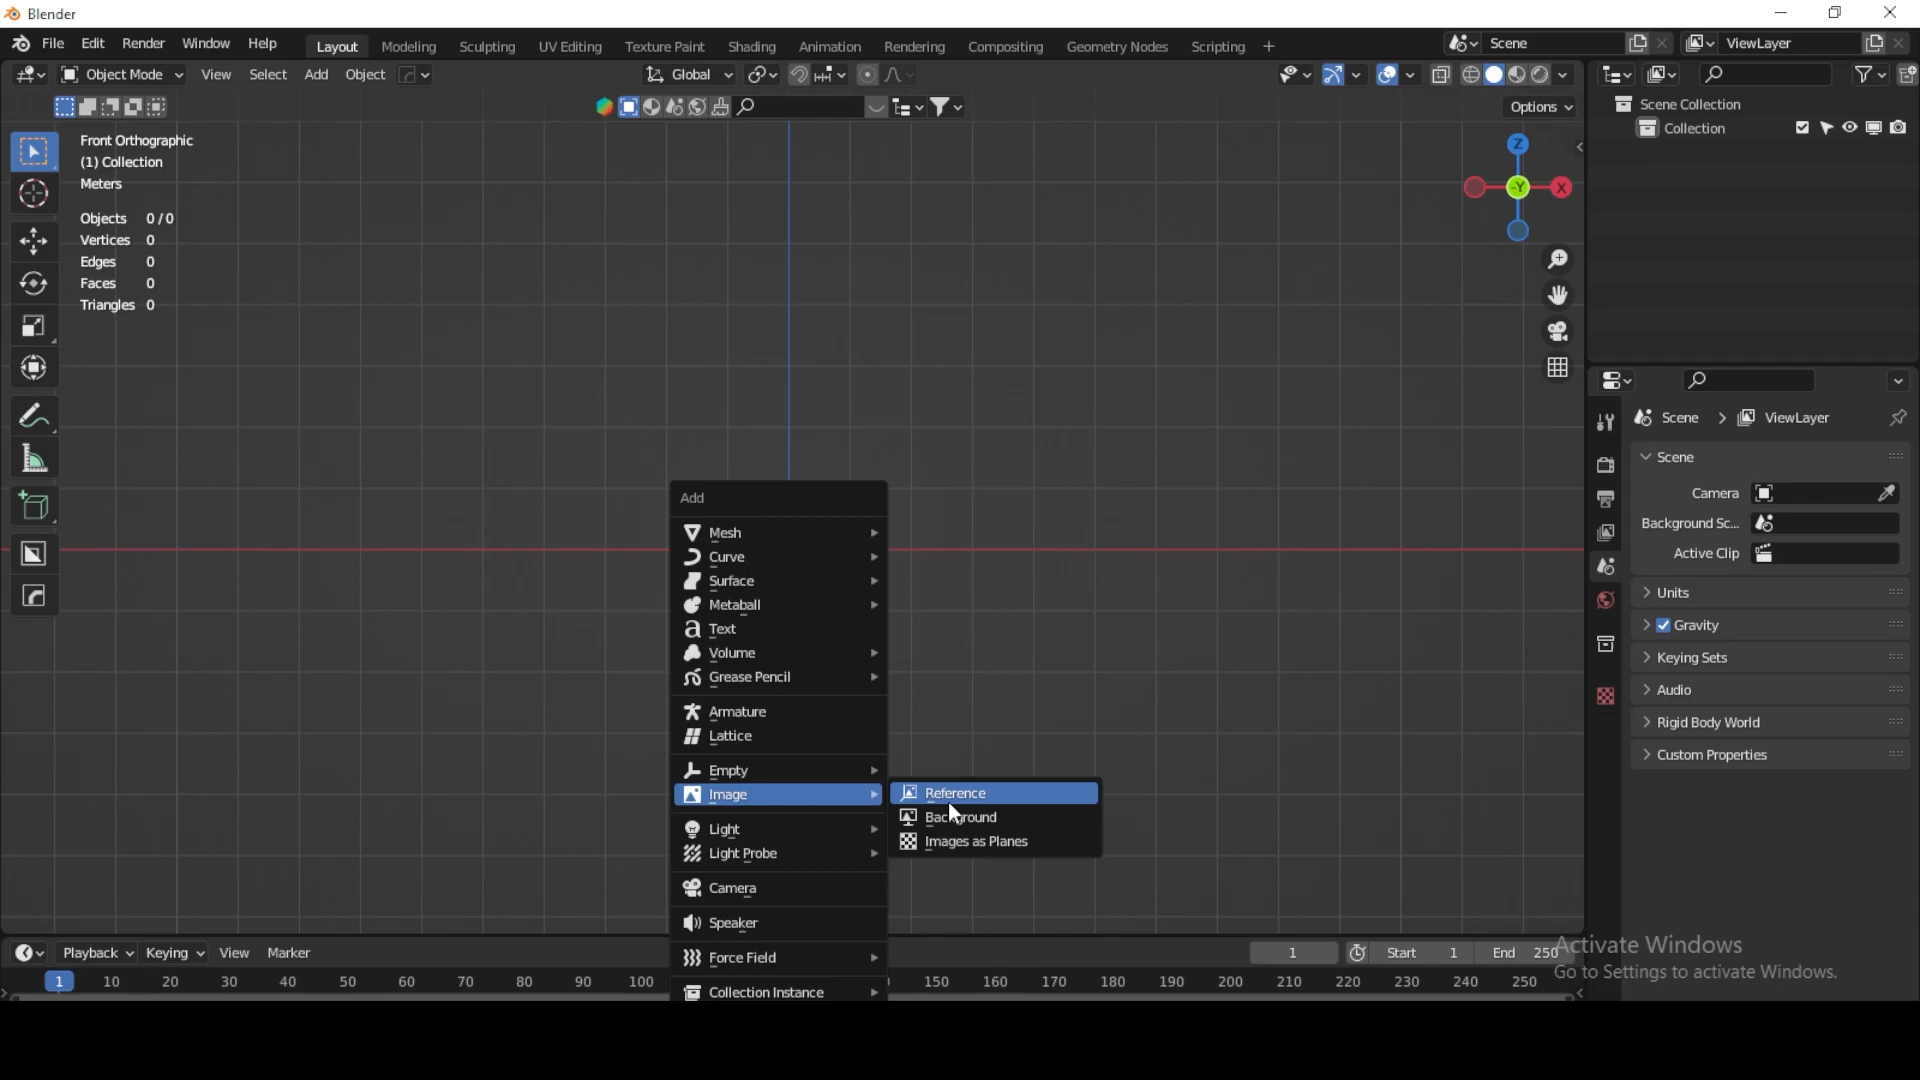 Blender
File Edit Render Window Help Layout Modeling Sculpting UV Editing Texture Paint Shading Animation Rendering Compositing Geometry Nodes Scripting + Scene ViewLayer
Object Mode View Select Add Object Global
Options
Front Orthographic
(1) Collection
Meters
Objects 0/0
Vertices 0
Edges 0
Faces 0
Triangles 0
Z
-Y X
Scene Collection
Collection
Scene > ViewLayer
Scene
Camera
Background Sc...
Active Clip
Units
Gravity
Keying Sets
Audio
Rigid Body World
Custom Properties
Add
Mesh
Curve
Surface
Metaball
Text
Volume
Grease Pencil
Armature
Lattice
Empty
Image
Light
Light Probe
Camera
Speaker
Force Field
Collection Instance
Reference
Background
Images as Planes
Playback Keying View Marker 1 Start 1 End 250
1 10 20 30 40 50 60 70 80 90 100 150 160 170 180 190 200 210 220 230 240 250
Activate Windows
Go to Settings to activate Windows.